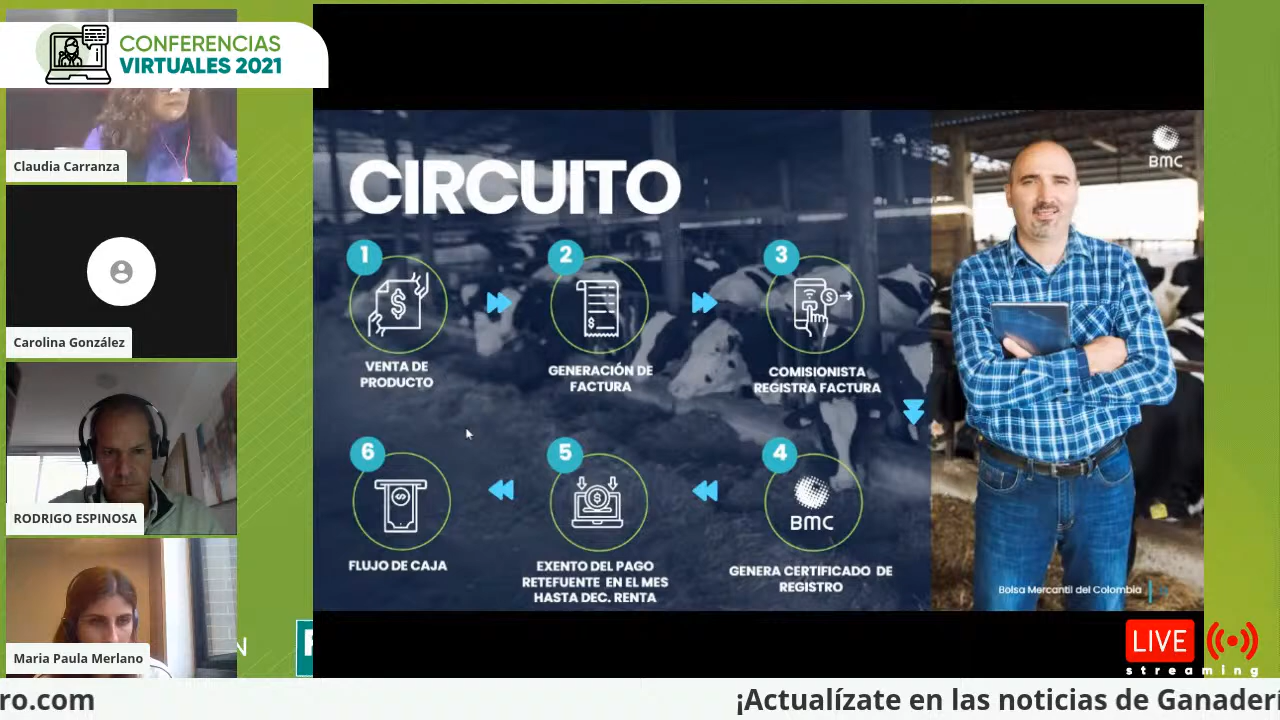 CONFERENCIAS
VIRTUALES 2021
Claudia Carranza
Carolina González
RODRIGO ESPINOSA
Maria Paula Merlano
CIRCUITO
BMC
1
VENTA DE
PRODUCTO
2
GENERACIÓN DE
FACTURA
3
COMISIONISTA
REGISTRA FACTURA
4
BMC
GENERA CERTIFICADO DE
REGISTRO
5
EXENTO DEL PAGO
RETEFUENTE EN EL MES
HASTA DEC. RENTA
6
FLUJO DE CAJA
Bolsa Mercantil del Colombia
N
LIVE
streaming
ro.com
¡Actualízate en las noticias de Ganaderí